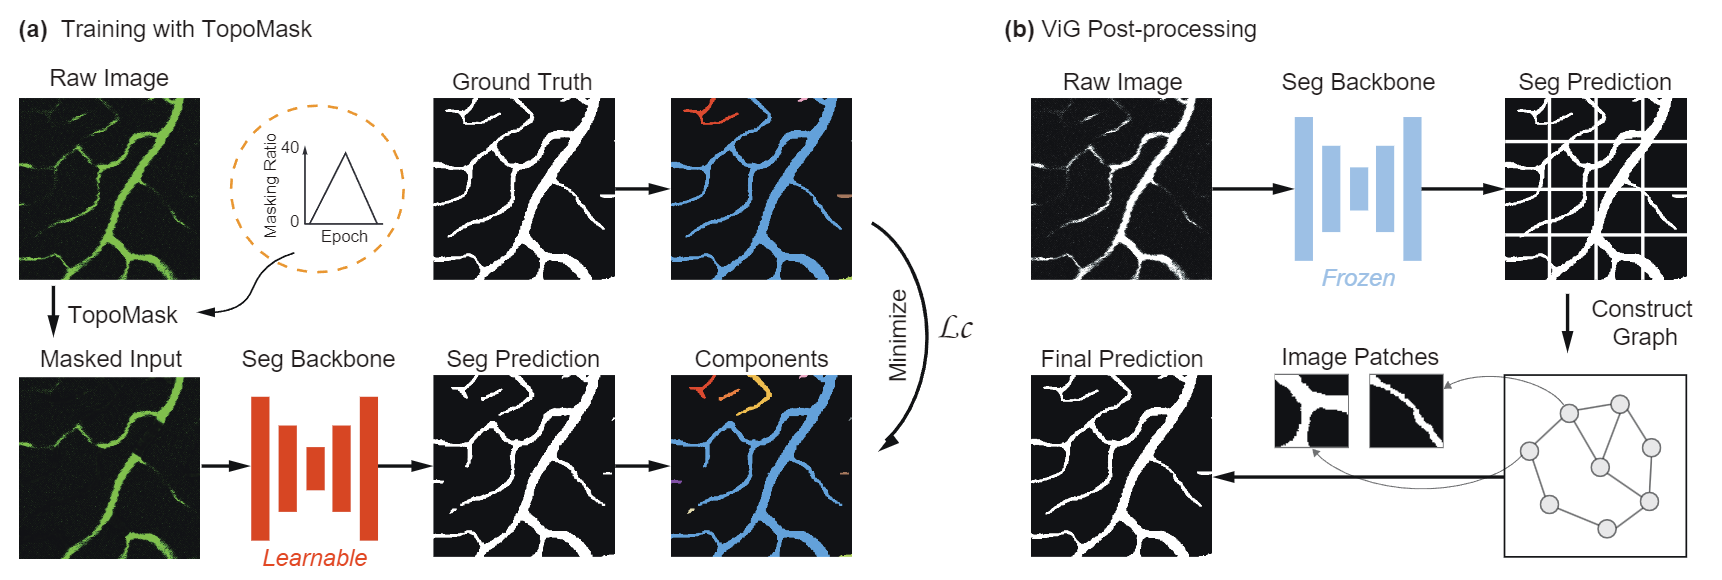 (a) Training with TopoMask
Raw Image
Ground Truth
Masking Ratio
40
0
Epoch
TopoMask
Masked Input
Seg Backbone
Seg Prediction
Components
Learnable
Minimize
ℒ𝒸
(b) ViG Post-processing
Raw Image
Seg Backbone
Seg Prediction
Frozen
Construct
Graph
Final Prediction
Image Patches